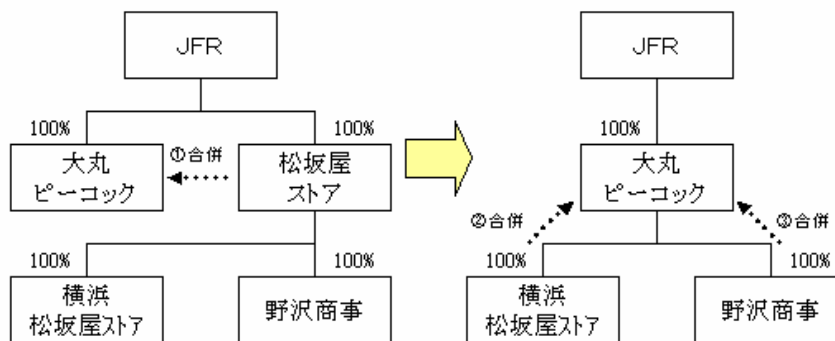 JFR
100%
100%
大丸
ピーコック
①合併
松坂屋
ストア
100%
100%
横浜
松坂屋ストア
野沢商事
JFR
100%
大丸
ピーコック
②合併
③合併
100%
100%
横浜
松坂屋ストア
野沢商事